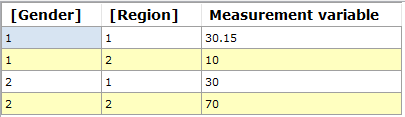 [Gender] [Region] Measurement variable
1 1 30.15
1 2 10
2 1 30
2 2 70